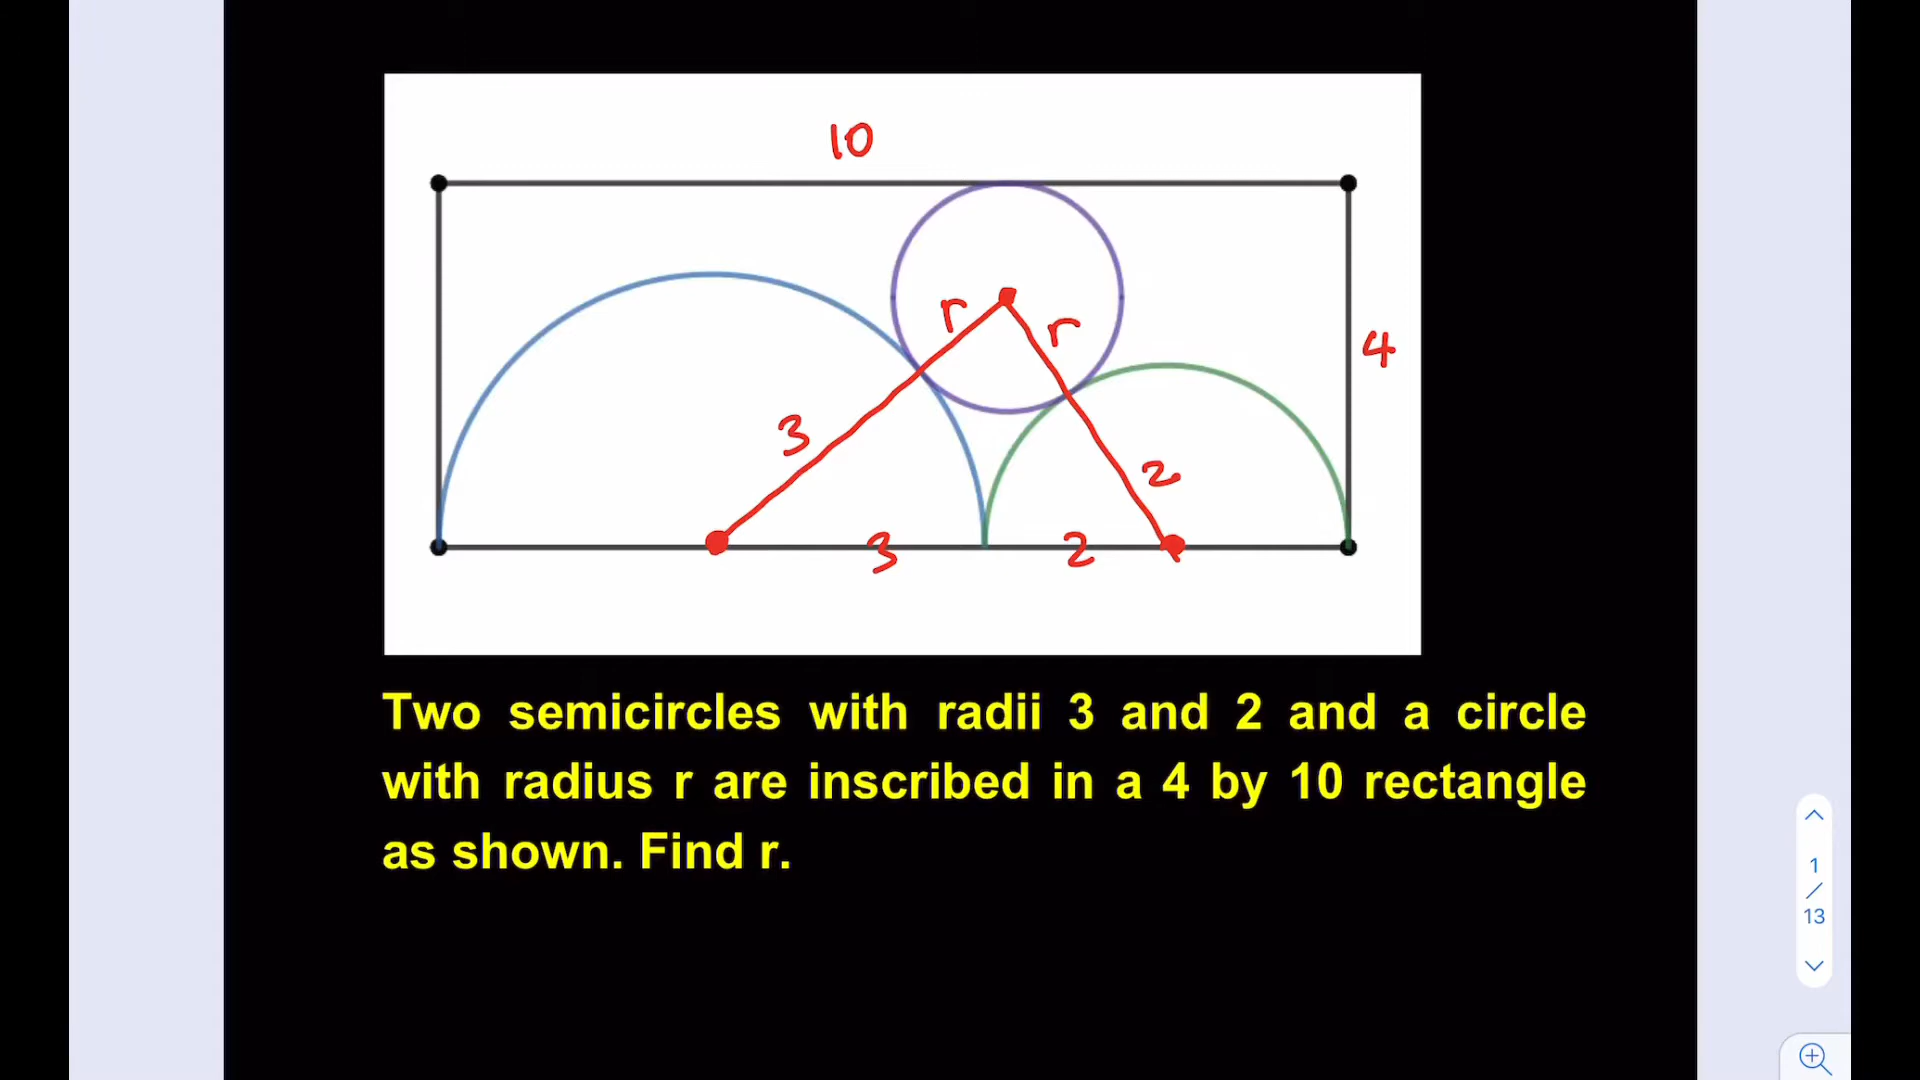 10
r
r
4
3
2
3
2
Two semicircles with radii 3 and 2 and a circle
with radius r are inscribed in a 4 by 10 rectangle
as shown. Find r.
1
/
13